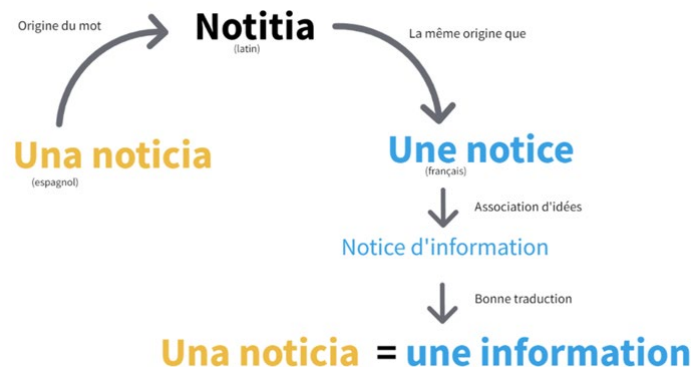 Origine du mot
Notitia
(latin)
La même origine que
Una noticia
(espagnol)
Une notice
(français)
Association d'idées
Notice d'information
Bonne traduction
Una noticia = une information